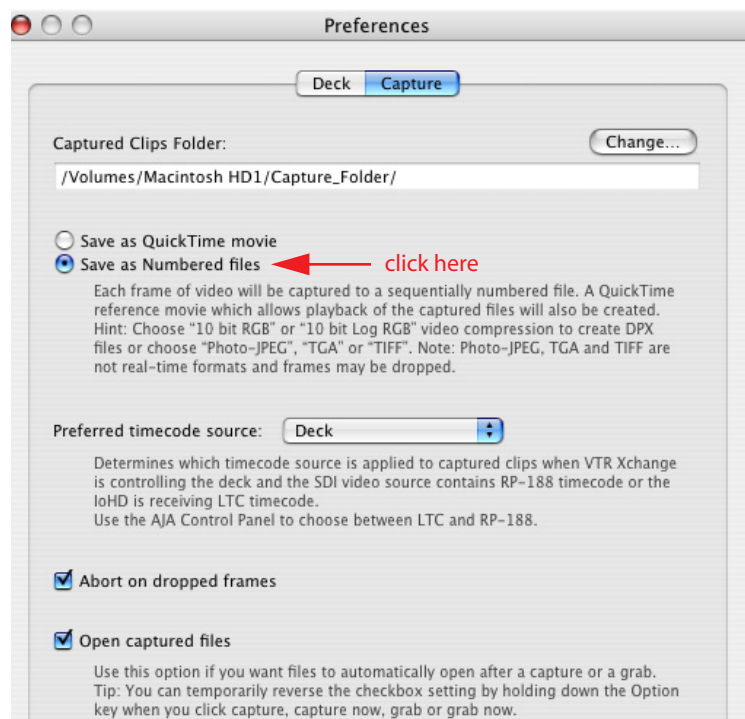 Preferences
Deck Capture
Captured Clips Folder: Change...
/Volumes/Macintosh HD1/Capture_Folder/
Save as QuickTime movie
Save as Numbered files click here
Each frame of video will be captured to a sequentially numbered file. A QuickTime
reference movie which allows playback of the captured files will also be created.
Hint: Choose “10 bit RGB” or “10 bit Log RGB” video compression to create DPX
files or choose “Photo-JPEG”, “TGA” or “TIFF”. Note: Photo-JPEG, TGA and TIFF are
not real-time formats and frames may be dropped.
Preferred timecode source: Deck
Determines which timecode source is applied to captured clips when VTR Xchange
is controlling the deck and the SDI video source contains RP-188 timecode or the
IoHD is receiving LTC timecode.
Use the AJA Control Panel to choose between LTC and RP-188.
Abort on dropped frames
Open captured files
Use this option if you want files to automatically open after a capture or a grab.
Tip: You can temporarily reverse the checkbox setting by holding down the Option
key when you click capture, capture now, grab or grab now.